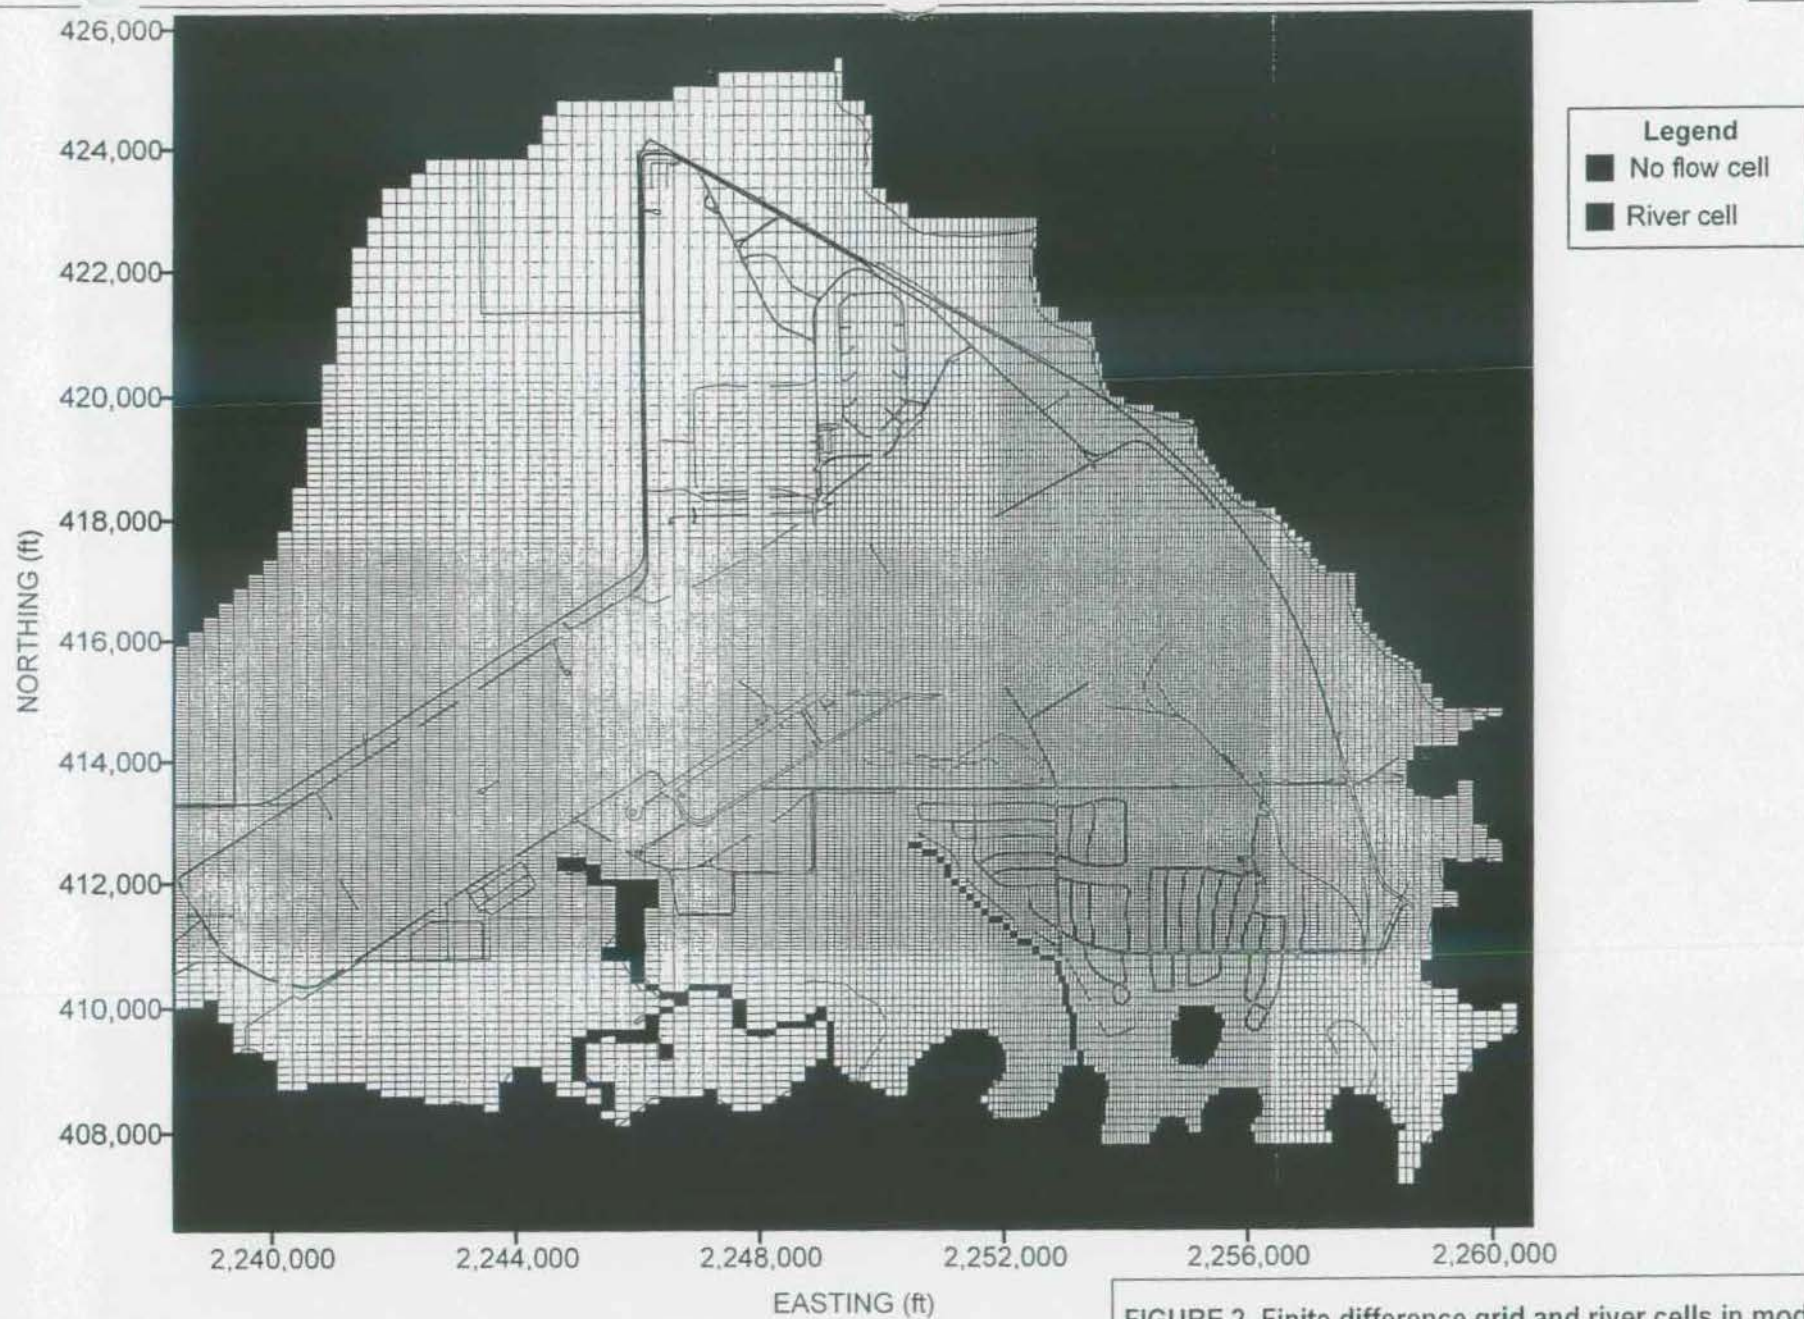 426,000
424,000
422,000
420,000
418,000
416,000
414,000
412,000
410,000
408,000
NORTHING (ft)
2,240,000
2,244,000
2,248,000
2,252,000
2,256,000
2,260,000
EASTING (ft)
Legend
No flow cell
River cell
FIGURE 2. Finite difference grid and river cells in